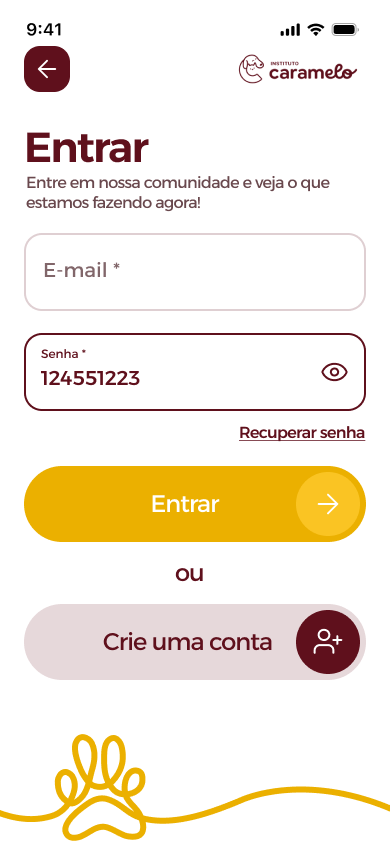 9:41
INSTITUTO
caramelo
Entrar
Entre em nossa comunidade e veja o que
estamos fazendo agora!
E-mail *
Senha *
124551223
Recuperar senha
Entrar
ou
Crie uma conta